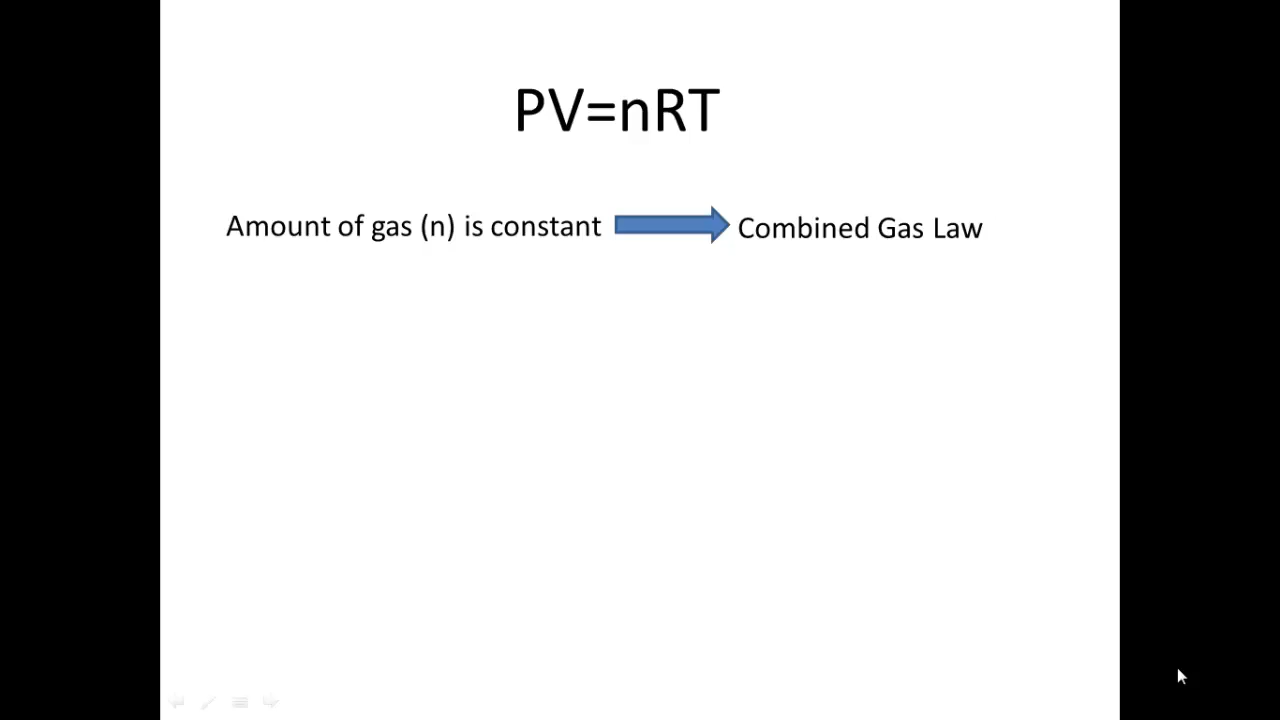 PV=nRT
Amount of gas (n) is constant
Combined Gas Law